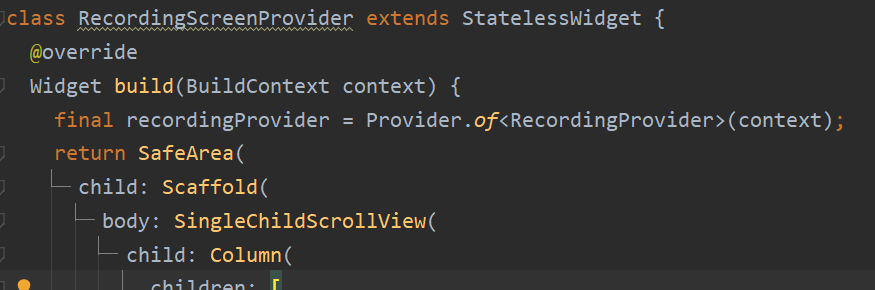 class RecordingScreenProvider extends StatelessWidget {
@override
Widget build(BuildContext context) {
final recordingProvider = Provider.of<RecordingProvider>(context);
return SafeArea(
child: Scaffold(
body: SingleChildScrollView(
child: Column(
children: [